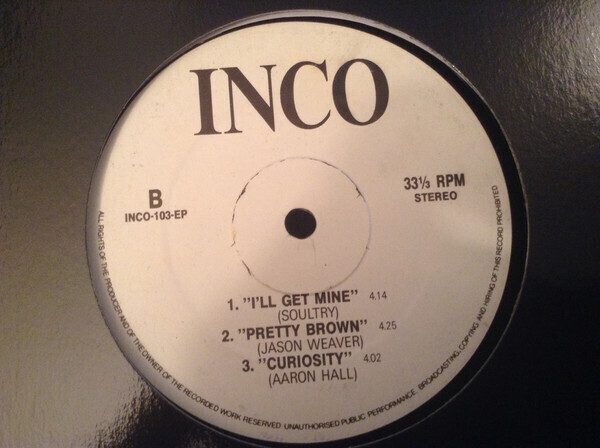 INCO
B
INCO-103-EP
33⅓ RPM
STEREO
1. "I'LL GET MINE" 4.14
(SOULTRY)
2. "PRETTY BROWN" 4.25
(JASON WEAVER)
3. "CURIOSITY" 4.02
(AARON HALL)
ALL RIGHTS OF THE PRODUCER AND OF THE OWNER OF THE RECORDED WORK RESERVED UNAUTHORISED PUBLIC PERFORMANCE, BROADCASTING, COPYING AND HIRING OF THIS RECORD PROHIBITED